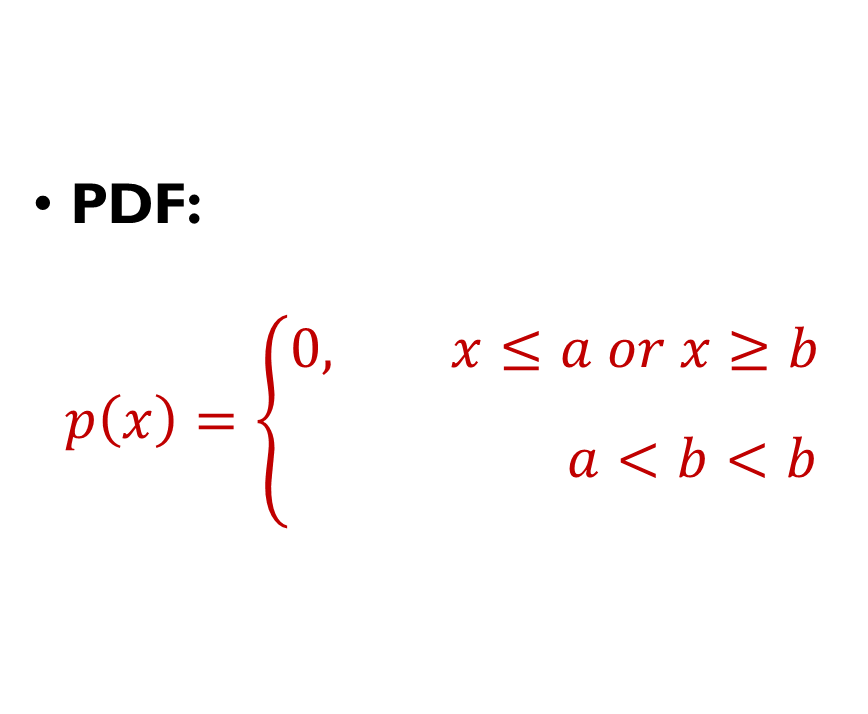 • PDF:
p(x) = { 0, x ≤ a or x ≥ b
a < b < b